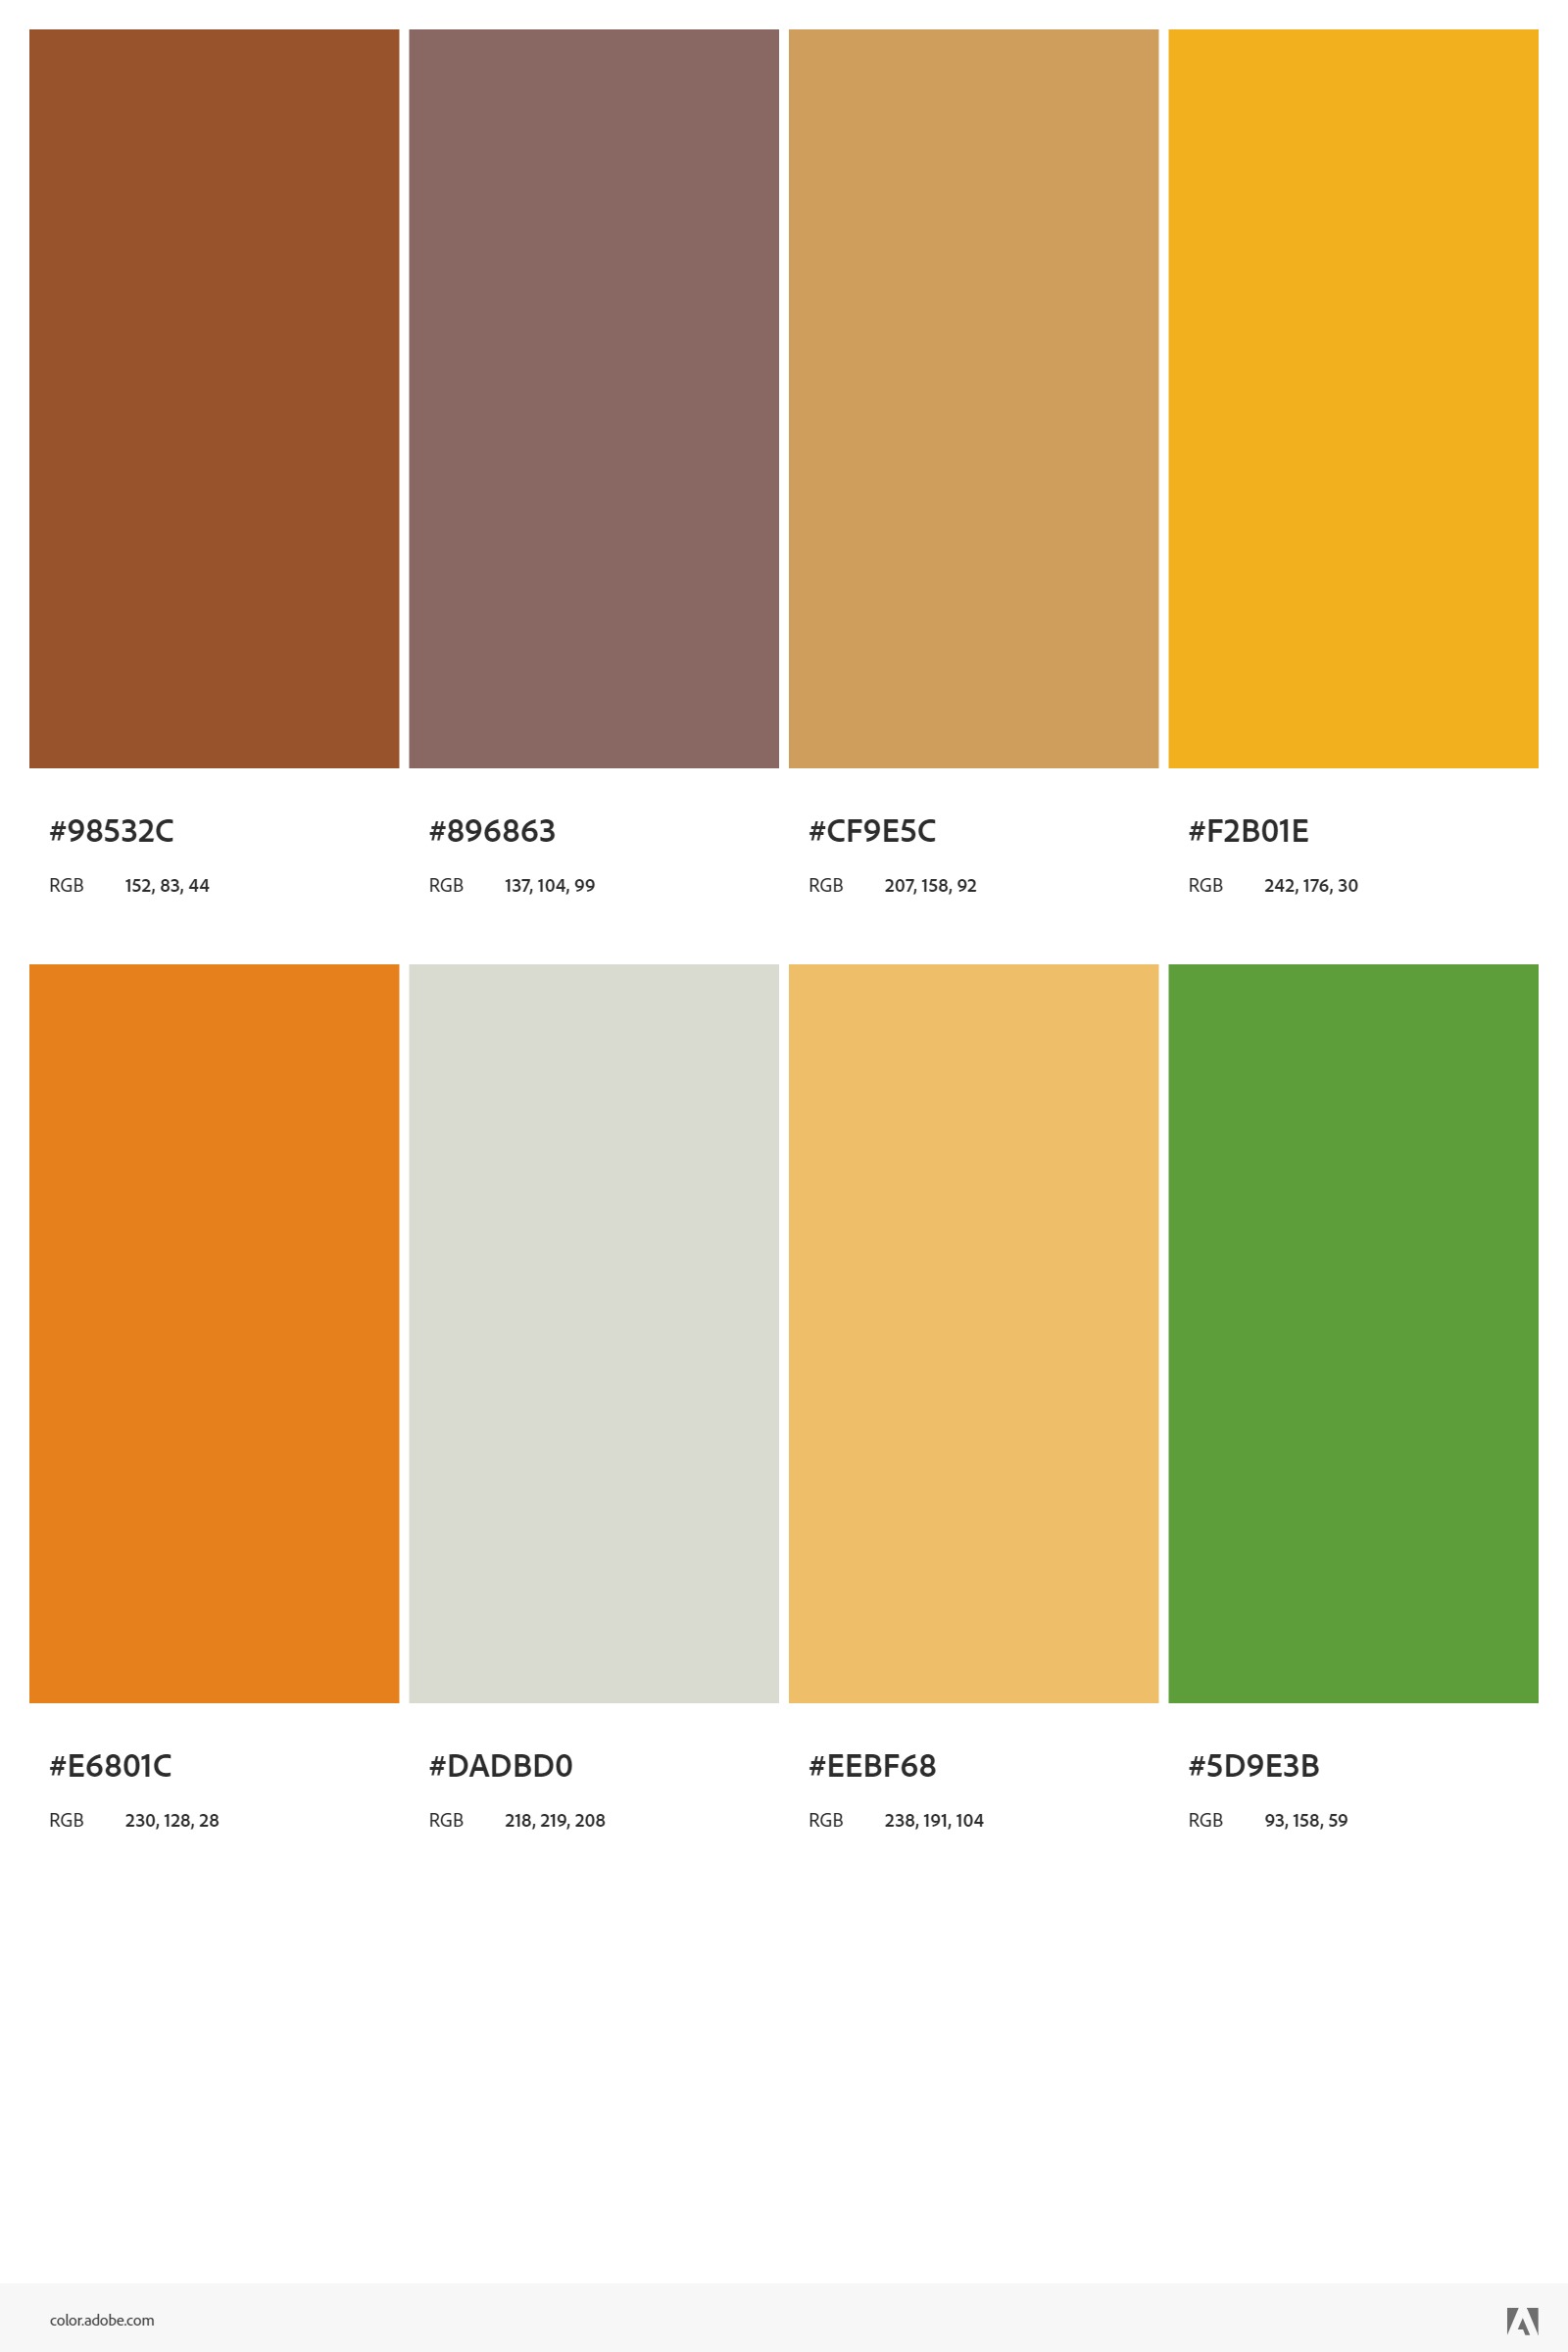 #98532C #896863 #CF9E5C #F2B01E
RGB 152, 83, 44 RGB 137, 104, 99 RGB 207, 158, 92 RGB 242, 176, 30
#E6801C #DADBD0 #EEBF68 #5D9E3B
RGB 230, 128, 28 RGB 218, 219, 208 RGB 238, 191, 104 RGB 93, 158, 59
color.adobe.com